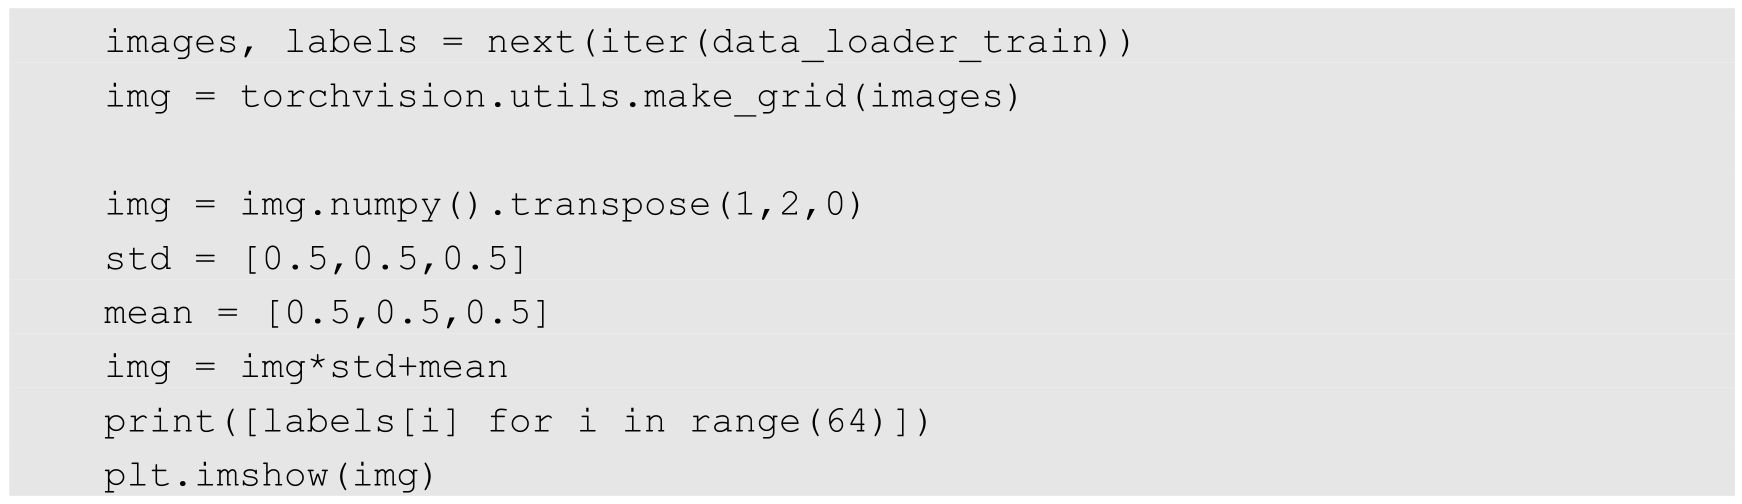 images, labels = next(iter(data_loader_train))
img = torchvision.utils.make_grid(images)
img = img.numpy().transpose(1,2,0)
std = [0.5,0.5,0.5]
mean = [0.5,0.5,0.5]
img = img*std+mean
print([labels[i] for i in range(64)])
plt.imshow(img)